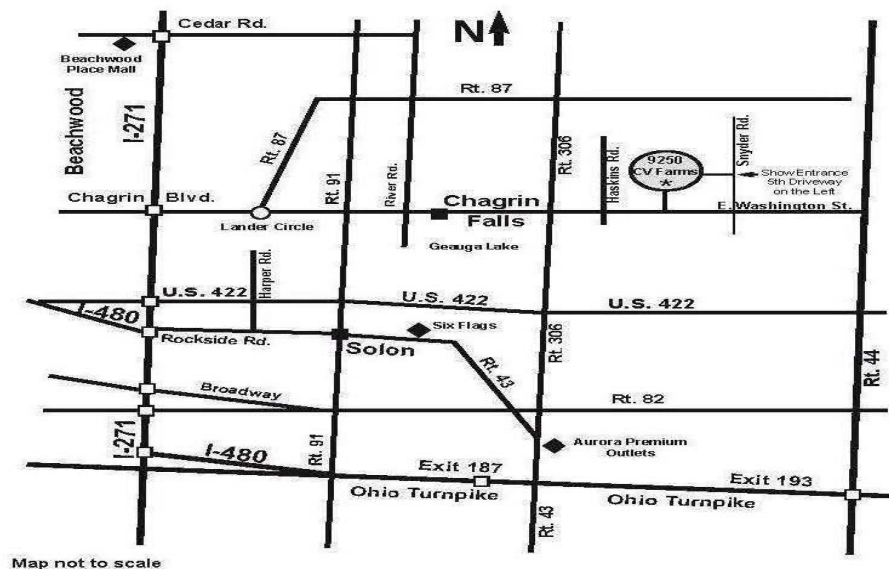 Cedar Rd.
N
Beachwood
Place Mall
Beachwood
I-271
Rt. 87
Rt. 87
Rt. 91
River Rd.
Rt. 306
Haskins Rd.
9250
CV Farms
*
Snyder Rd.
Show Entrance
5th Driveway
on the Left
Chagrin Blvd.
Lander Circle
Chagrin
Falls
E. Washington St.
Geauga Lake
Harper Rd.
U.S. 422
U.S. 422
U.S. 422
I-480
Rockside Rd.
Solon
Six Flags
Rt. 306
Rt. 43
Rt. 44
Broadway
Rt. 82
I-271
I-480
Rt. 91
Aurora Premium
Outlets
Exit 187
Exit 193
Ohio Turnpike
Ohio Turnpike
Rt. 43
Map not to scale